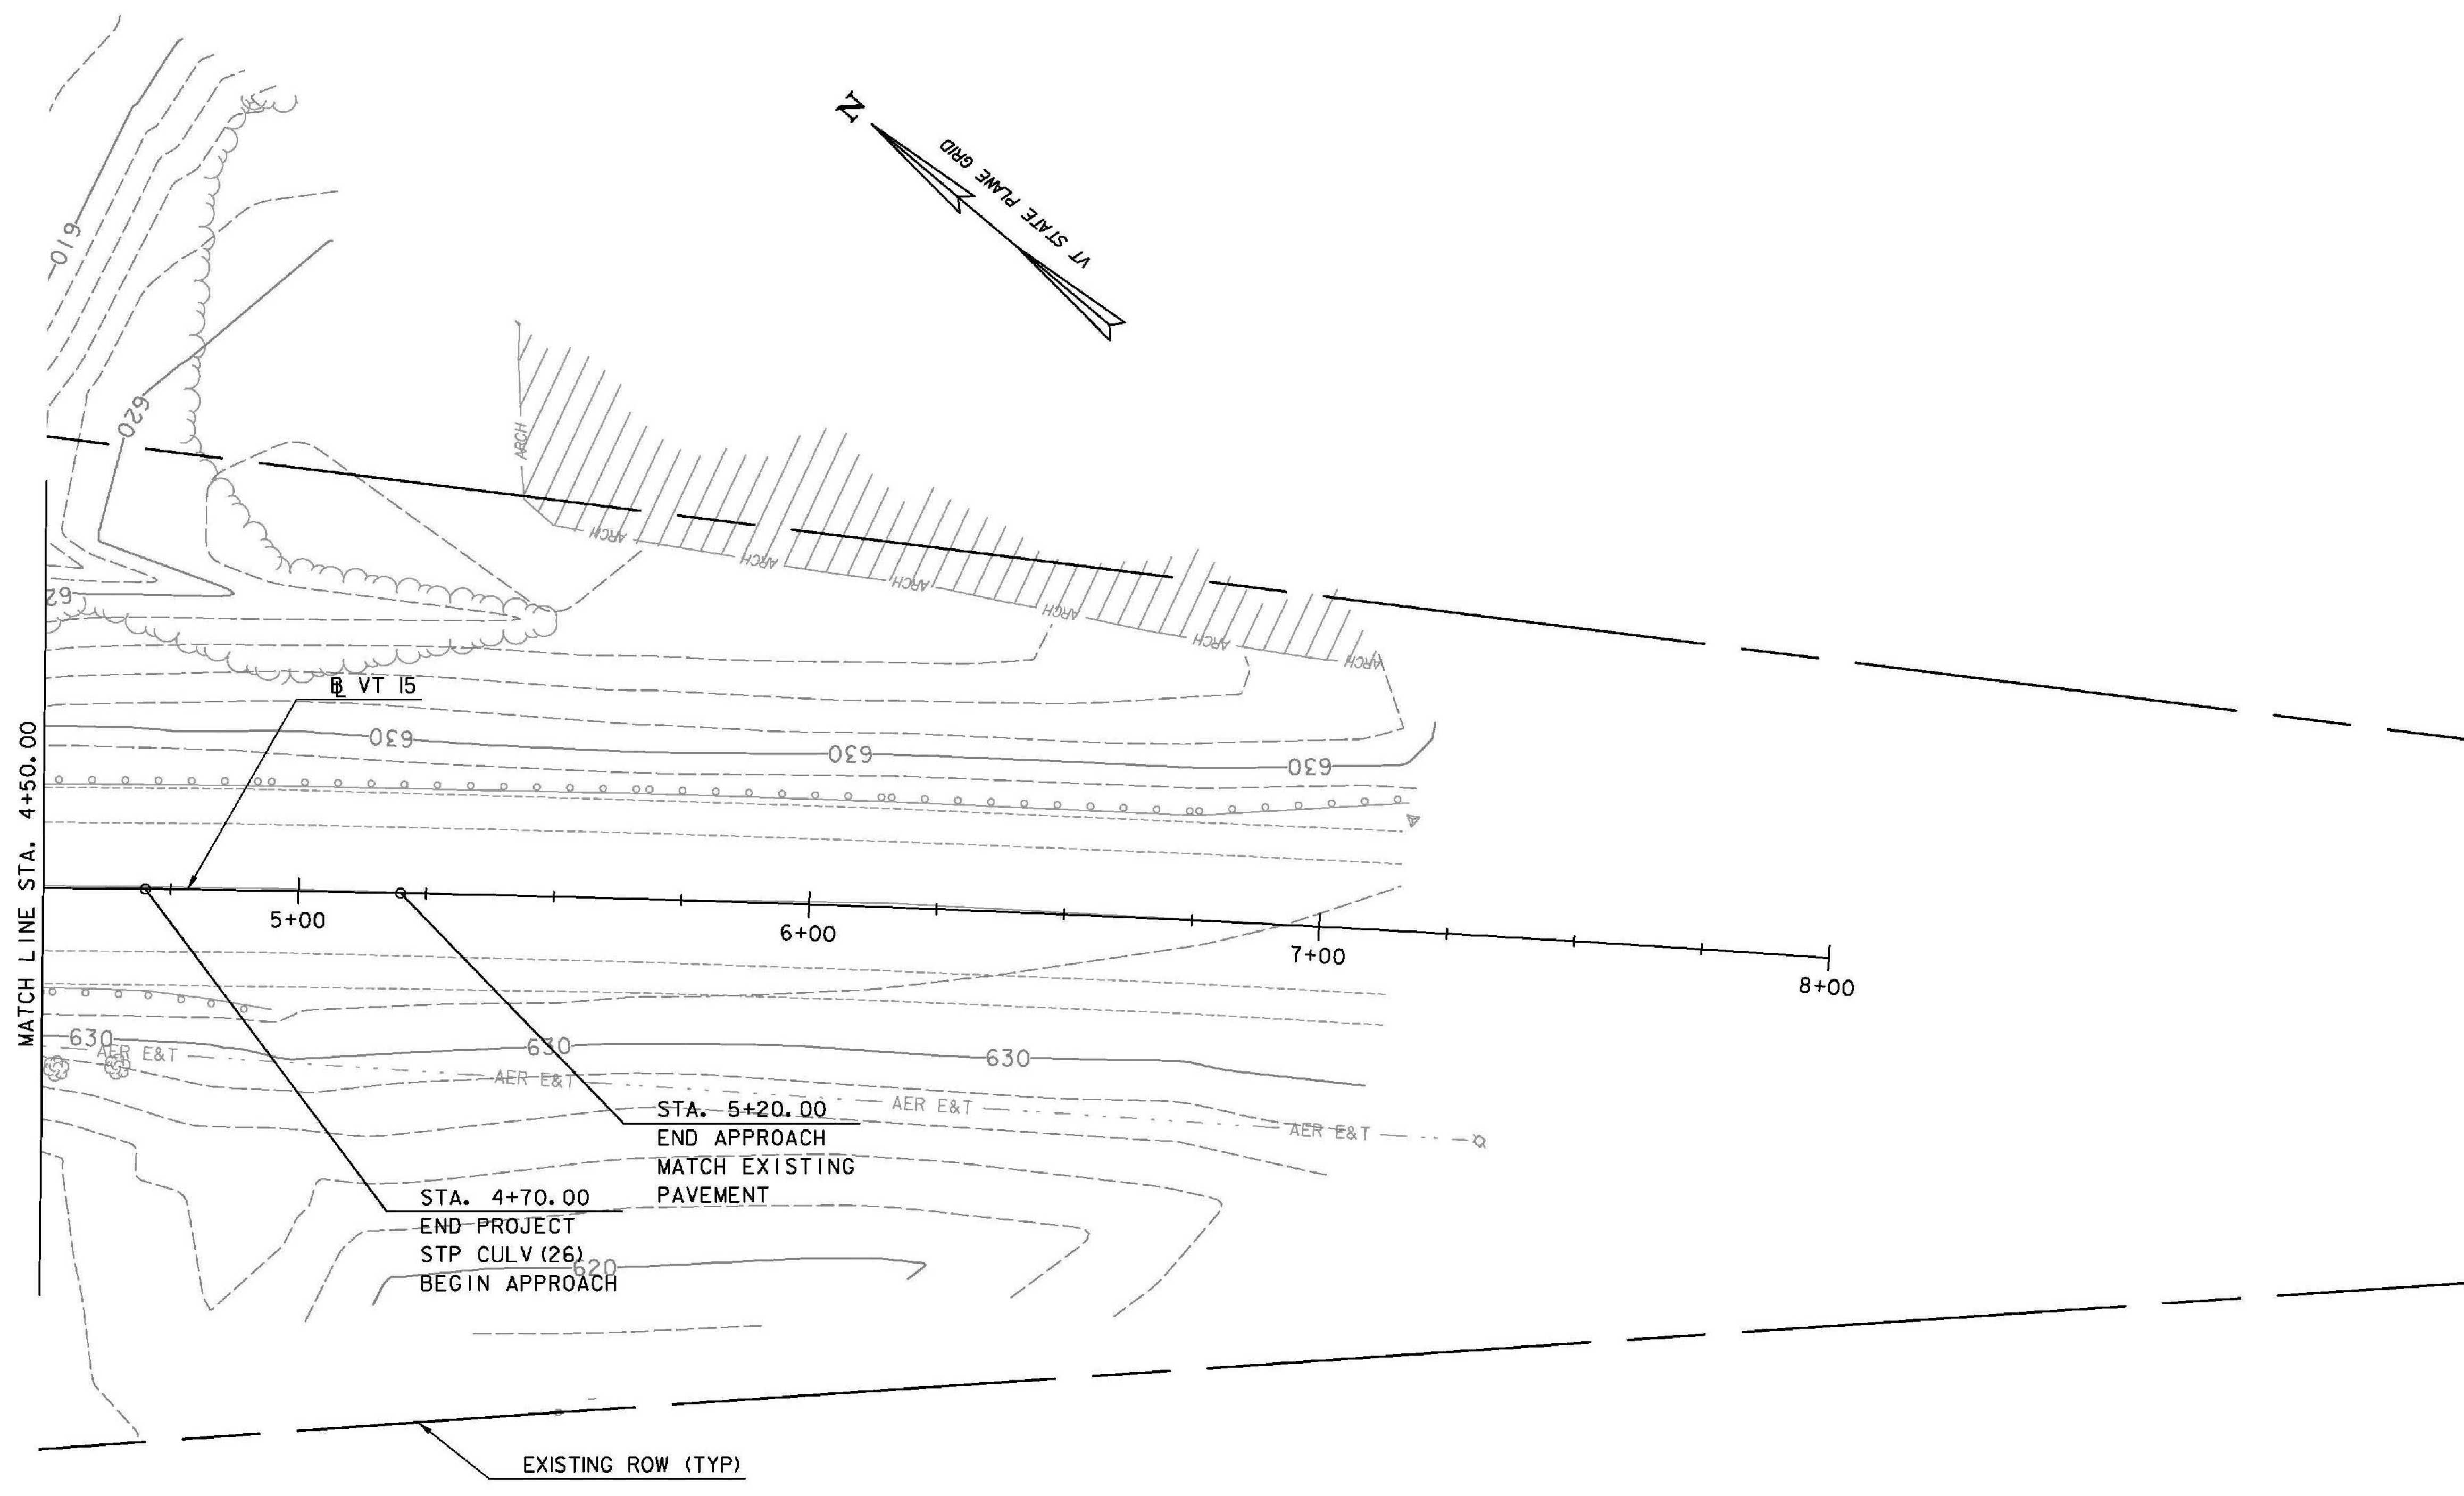 N
VT STATE PLANE GRID
610
620
ARCH
ARCH
ARCH
ARCH
ARCH
ARCH
ARCH
62
BL VT 15
630
630
630
MATCH LINE STA. 4+50.00
5+00
6+00
7+00
8+00
630
630
630
AER E&T
AER E&T
AER E&T
AER E&T
STA. 5+20.00
END APPROACH
MATCH EXISTING
PAVEMENT
STA. 4+70.00
END PROJECT
STP CULV(26)
BEGIN APPROACH
620
EXISTING ROW (TYP)